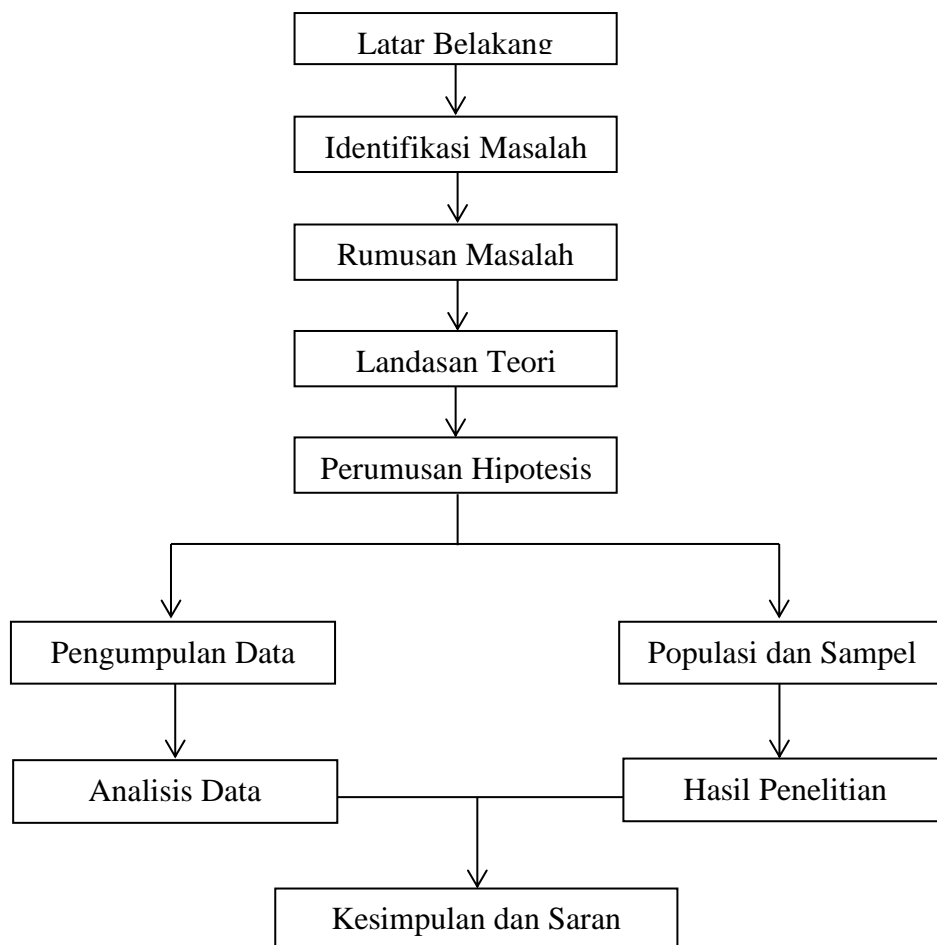 Latar Belakang
Identifikasi Masalah
Rumusan Masalah
Landasan Teori
Perumusan Hipotesis
Pengumpulan Data
Populasi dan Sampel
Analisis Data
Hasil Penelitian
Kesimpulan dan Saran